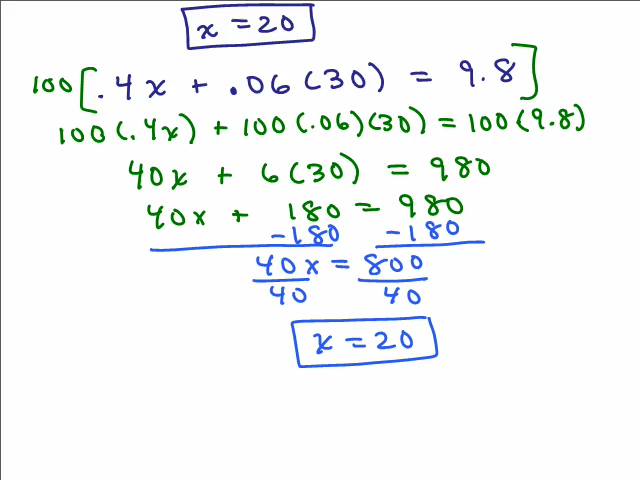 x = 20
100[.4x + .06(30) = 9.8]
100(.4x) + 100(.06)(30) = 100(9.8)
40x + 6(30) = 980
40x + 180 = 980
-180 -180
40x = 800
40 40
x = 20